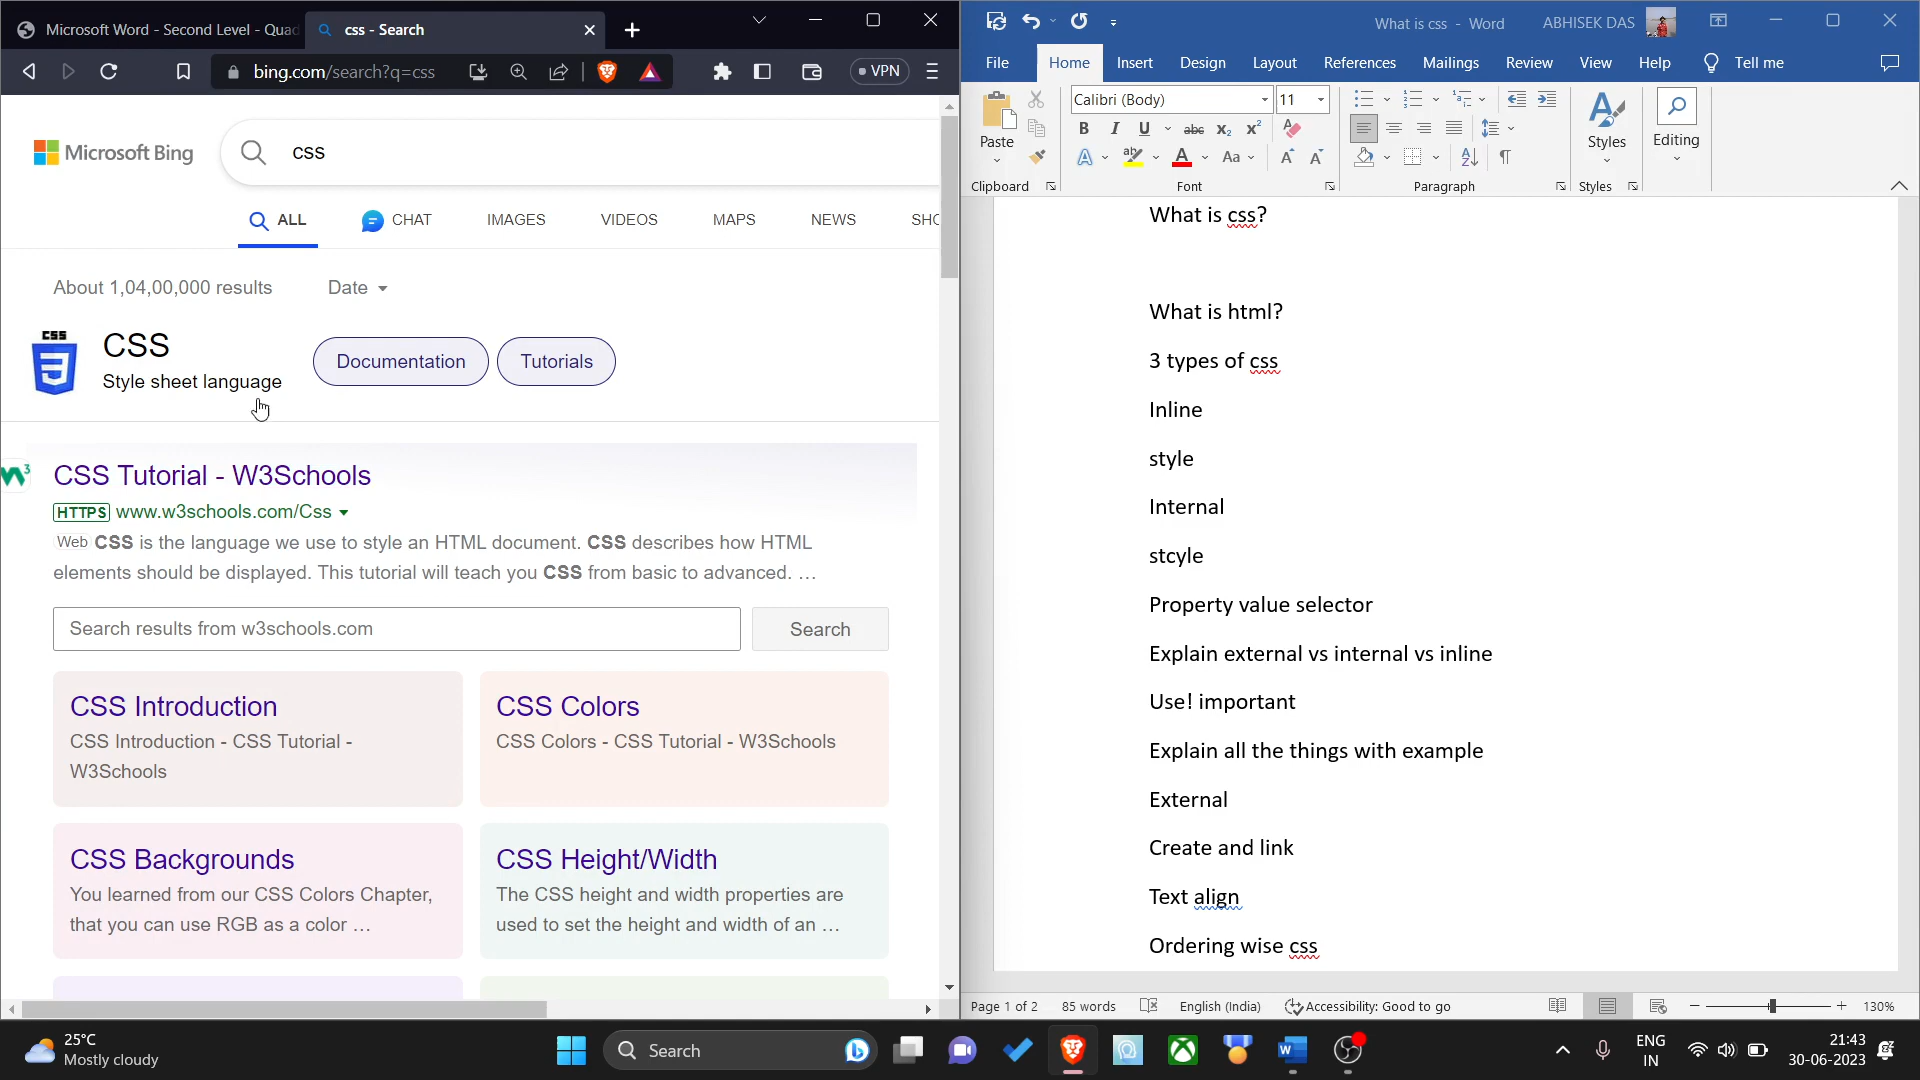 Microsoft Word - Second Level - Quad
css - Search
bing.com/search?q=css
VPN
Microsoft Bing
css
ALL
CHAT
IMAGES
VIDEOS
MAPS
NEWS
SHO
About 1,04,00,000 results
Date
CSS
CSS
Style sheet language
Documentation
Tutorials
CSS Tutorial - W3Schools
HTTPS www.w3schools.com/Css
Web CSS is the language we use to style an HTML document. CSS describes how HTML
elements should be displayed. This tutorial will teach you CSS from basic to advanced. …
Search results from w3schools.com
Search
CSS Introduction
CSS Introduction - CSS Tutorial -
W3Schools
CSS Colors
CSS Colors - CSS Tutorial - W3Schools
CSS Backgrounds
You learned from our CSS Colors Chapter,
that you can use RGB as a color …
CSS Height/Width
The CSS height and width properties are
used to set the height and width of an …
What is css - Word
ABHISEK DAS
File
Home
Insert
Design
Layout
References
Mailings
Review
View
Help
Tell me
Paste
Clipboard
Calibri (Body)
11
B I U abc X₂ X²
A A Aa A A
Font
Paragraph
Styles
Styles
Editing
What is css?
What is html?
3 types of css
Inline
style
Internal
stcyle
Property value selector
Explain external vs internal vs inline
Use! important
Explain all the things with example
External
Create and link
Text align
Ordering wise css
Page 1 of 2
85 words
English (India)
Accessibility: Good to go
130%
25°C
Mostly cloudy
Search
ENG
IN
21:43
30-06-2023